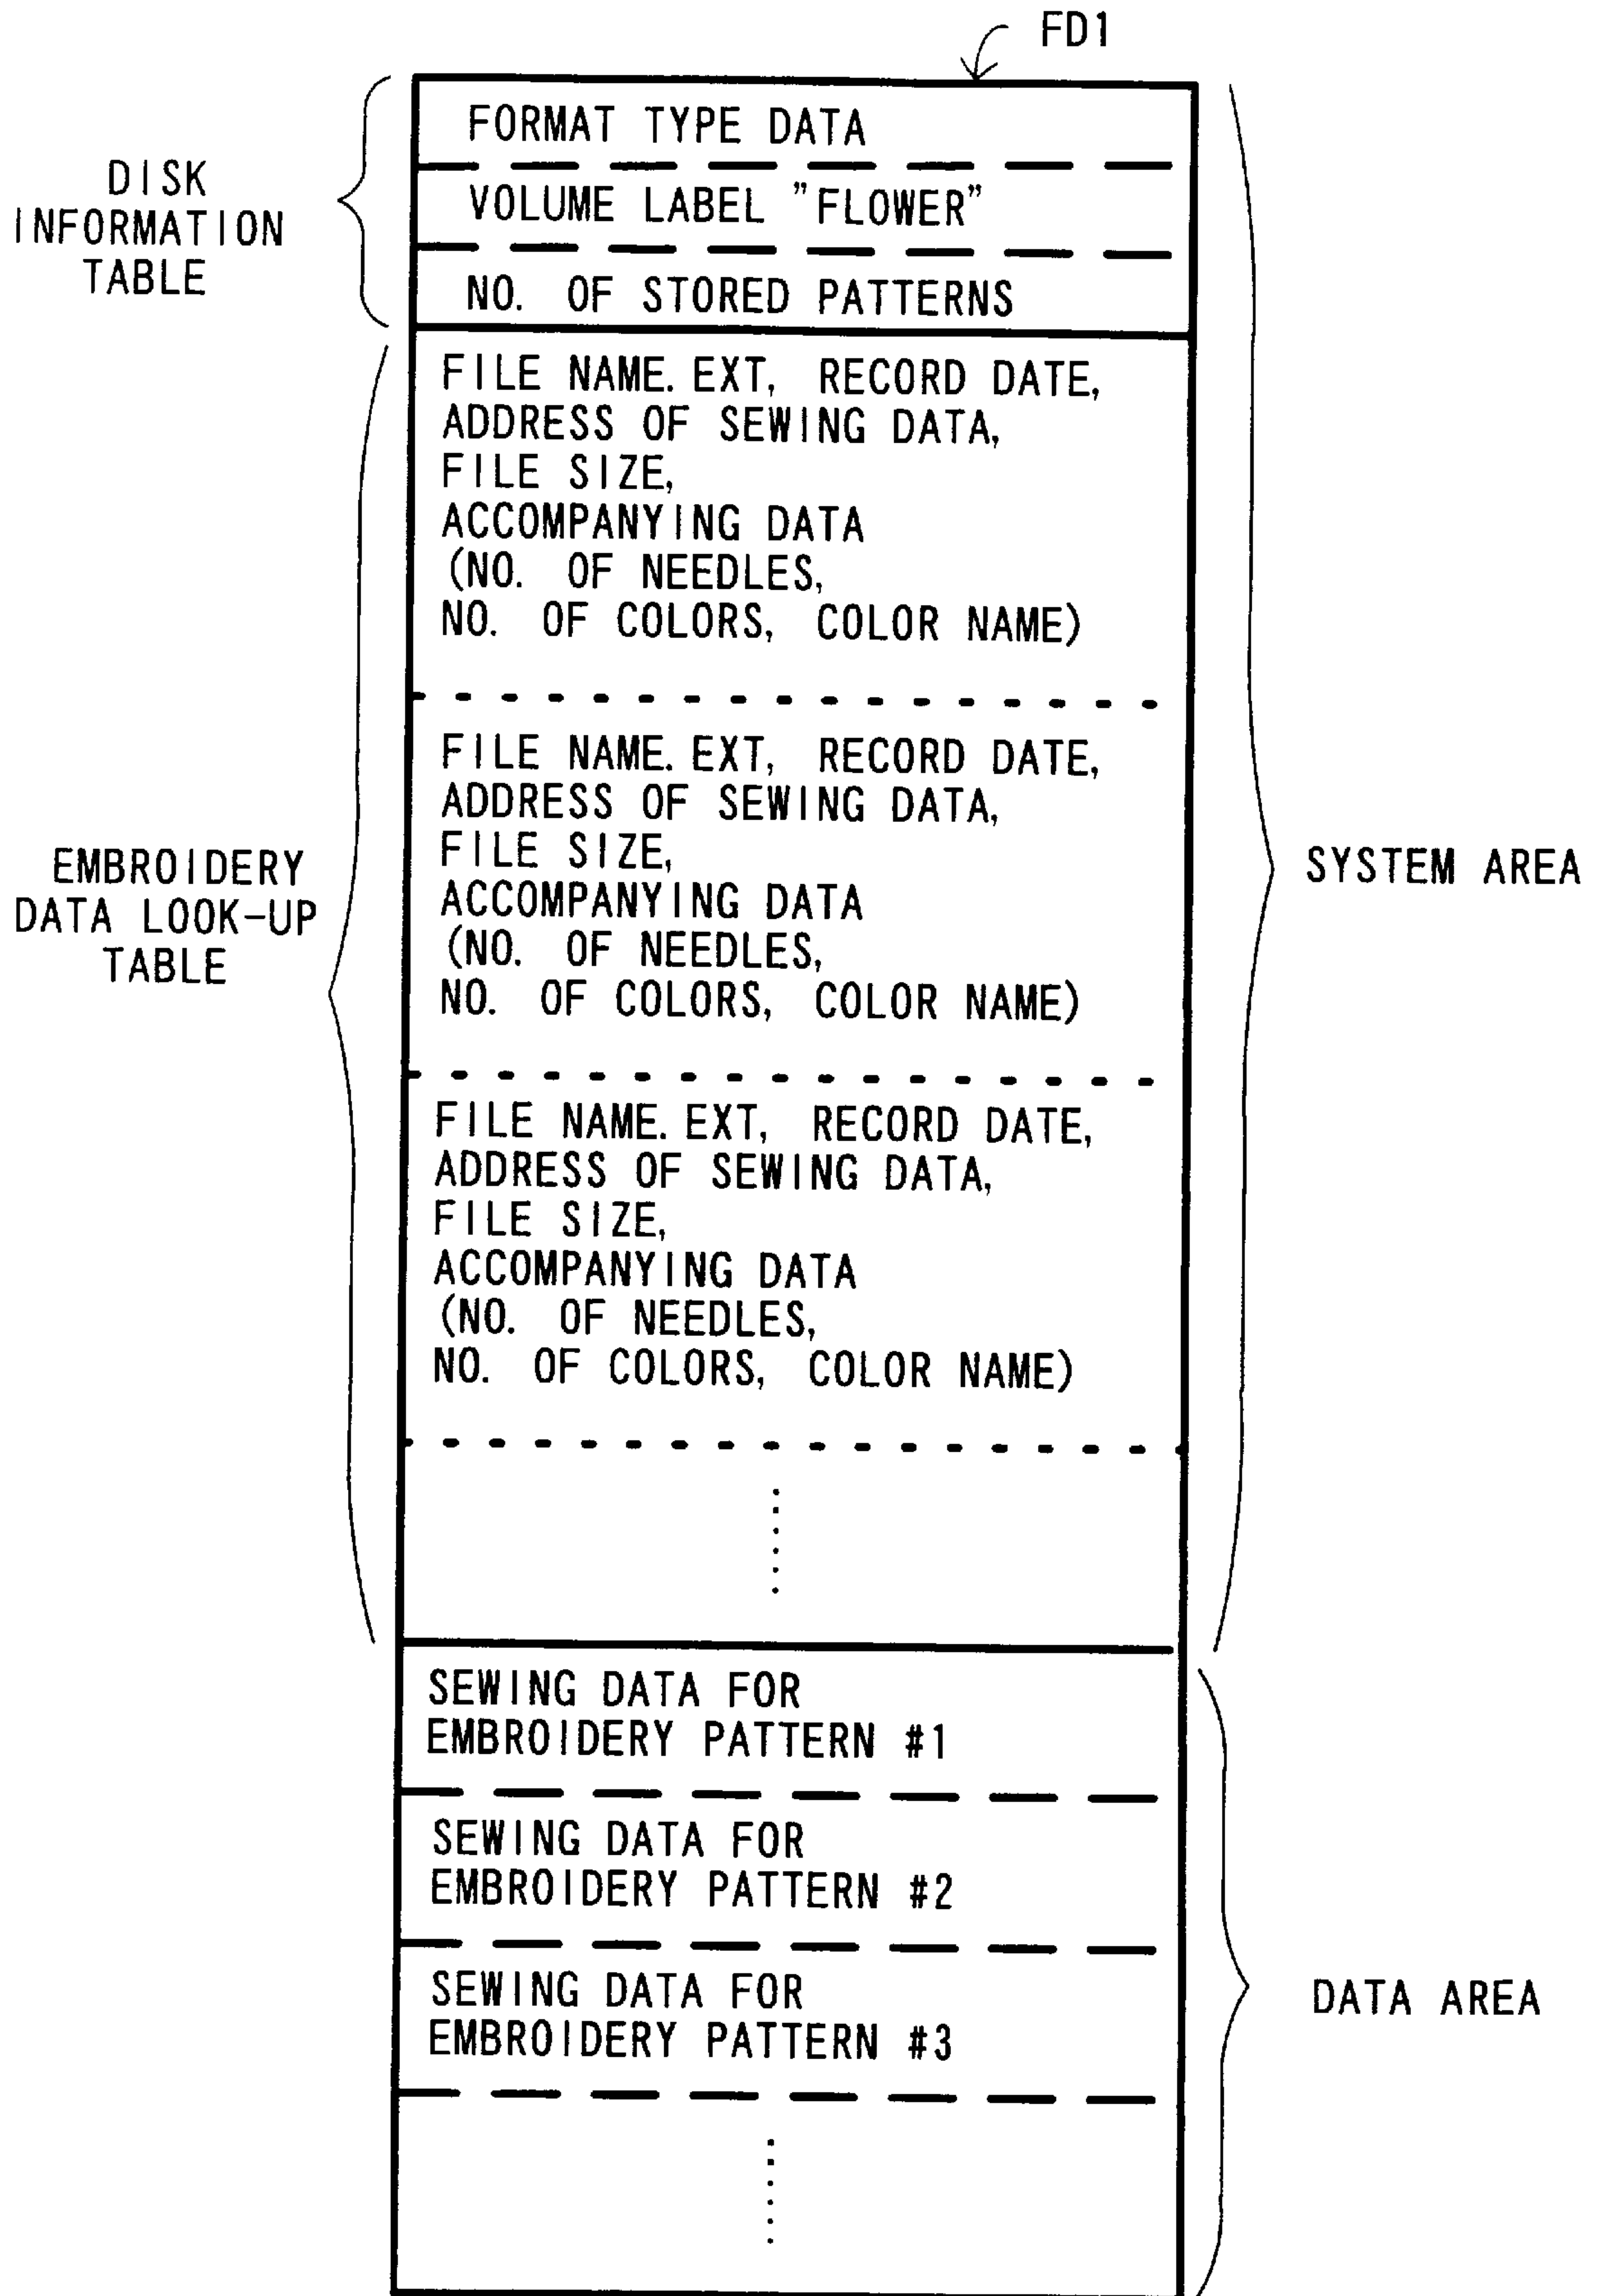 FD1
FORMAT TYPE DATA
VOLUME LABEL "FLOWER"
NO. OF STORED PATTERNS
DISK
INFORMATION
TABLE
FILE NAME. EXT, RECORD DATE,
ADDRESS OF SEWING DATA,
FILE SIZE,
ACCOMPANYING DATA
(NO. OF NEEDLES,
NO. OF COLORS, COLOR NAME)
FILE NAME. EXT, RECORD DATE,
ADDRESS OF SEWING DATA,
FILE SIZE,
ACCOMPANYING DATA
(NO. OF NEEDLES,
NO. OF COLORS, COLOR NAME)
FILE NAME. EXT, RECORD DATE,
ADDRESS OF SEWING DATA,
FILE SIZE,
ACCOMPANYING DATA
(NO. OF NEEDLES,
NO. OF COLORS, COLOR NAME)
EMBROIDERY
DATA LOOK-UP
TABLE
SYSTEM AREA
SEWING DATA FOR
EMBROIDERY PATTERN #1
SEWING DATA FOR
EMBROIDERY PATTERN #2
SEWING DATA FOR
EMBROIDERY PATTERN #3
DATA AREA